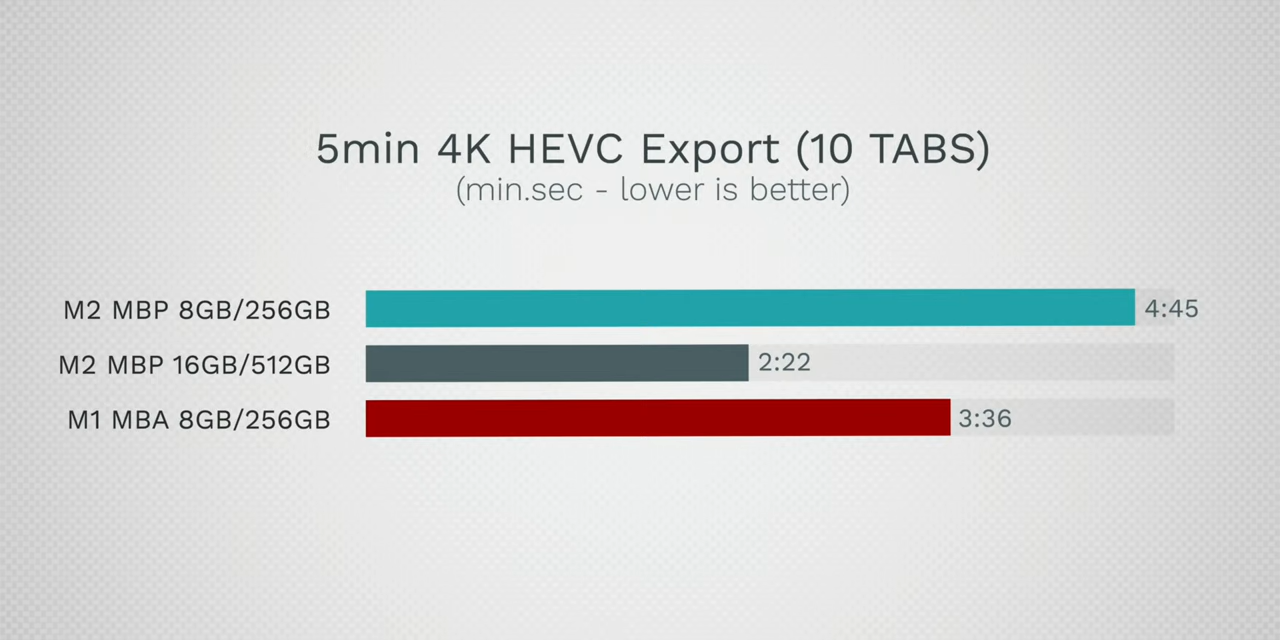 5min 4K HEVC Export (10 TABS)
(min.sec - lower is better)
M2 MBP 8GB/256GB 4:45
M2 MBP 16GB/512GB 2:22
M1 MBA 8GB/256GB 3:36